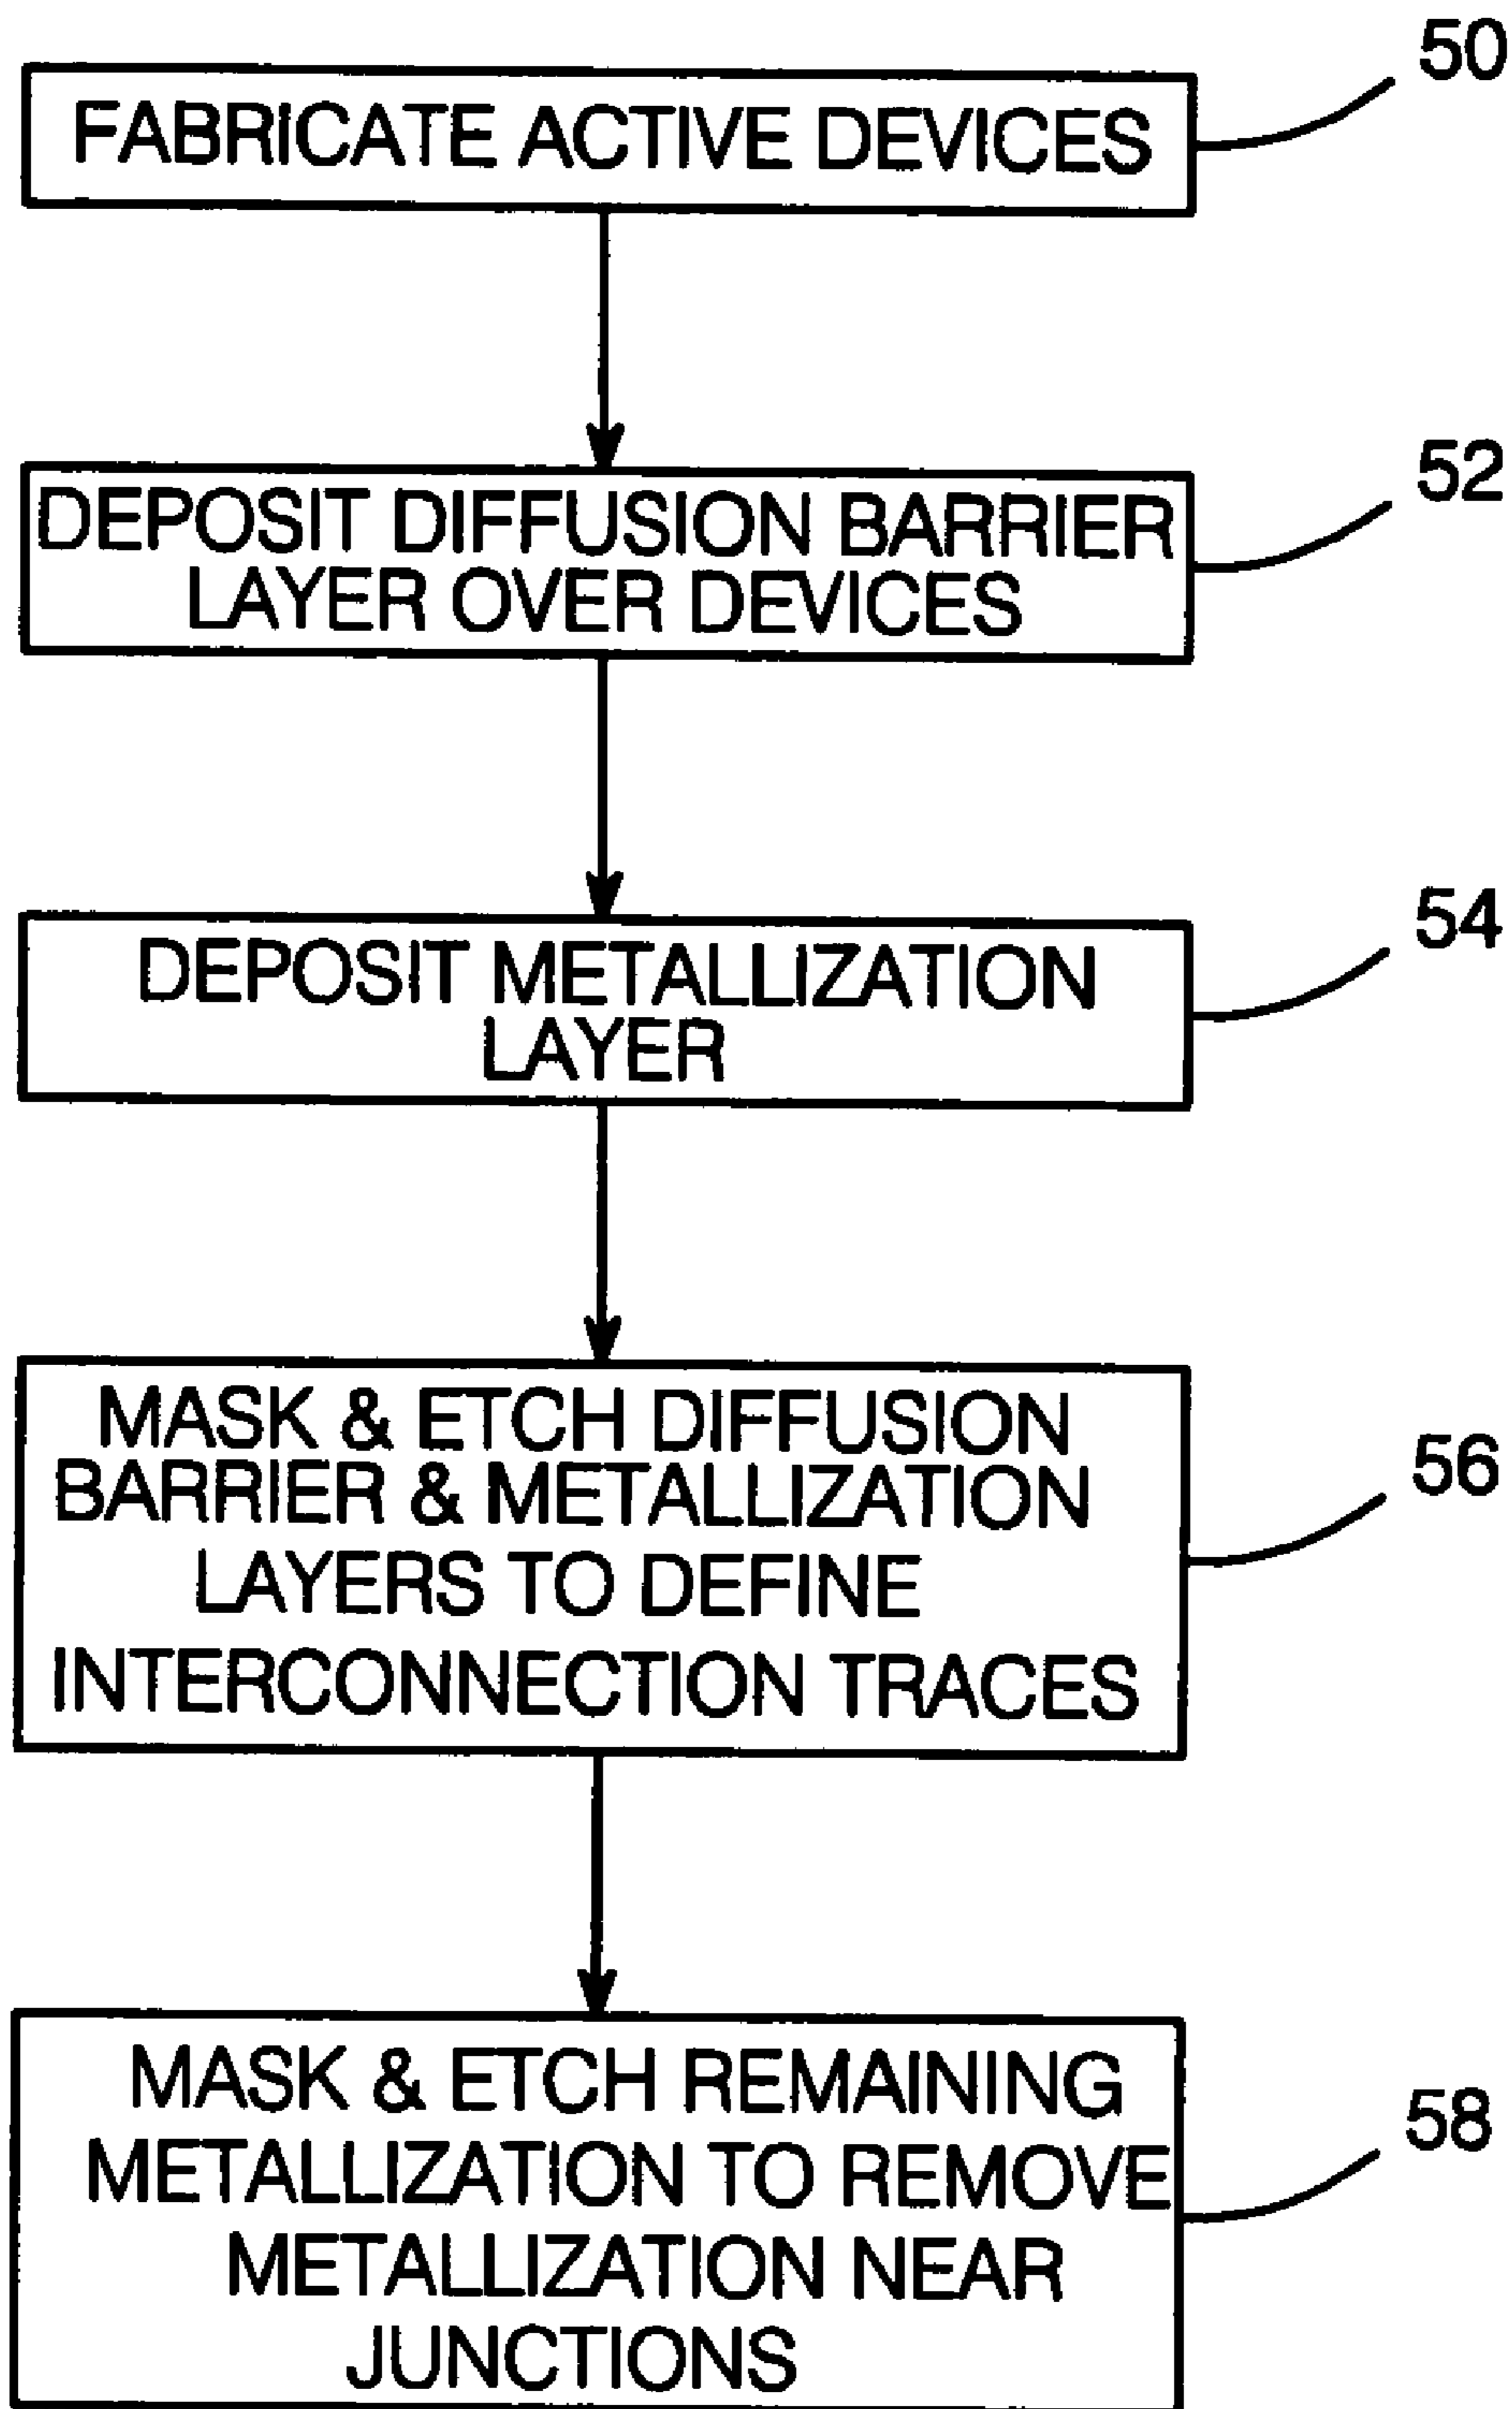 50
FABRICATE ACTIVE DEVICES
52
DEPOSIT DIFFUSION BARRIER
LAYER OVER DEVICES
54
DEPOSIT METALLIZATION
LAYER
56
MASK & ETCH DIFFUSION
BARRIER & METALLIZATION
LAYERS TO DEFINE
INTERCONNECTION TRACES
58
MASK & ETCH REMAINING
METALLIZATION TO REMOVE
METALLIZATION NEAR
JUNCTIONS